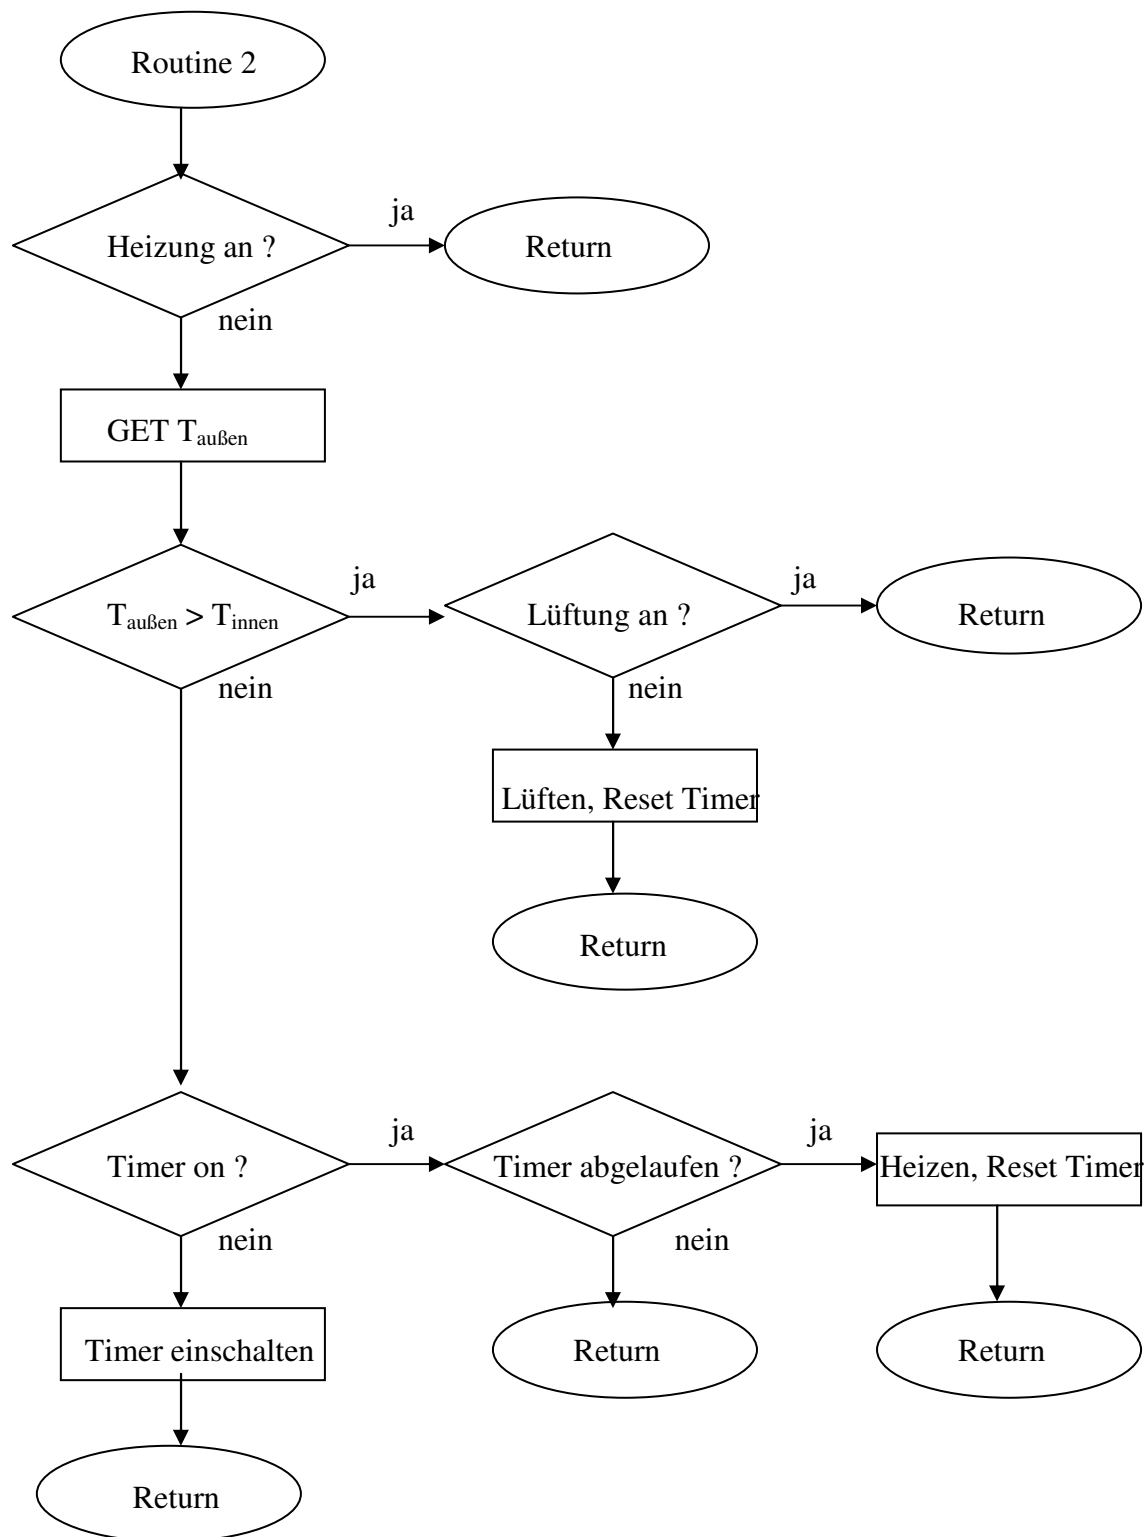 Routine 2
ja
Heizung an ?
Return
nein
GET Taußen
ja
ja
Taußen > Tinnen
Lüftung an ?
Return
nein
nein
Lüften, Reset Timer
Return
ja
ja
Timer on ?
Timer abgelaufen ?
Heizen, Reset Timer
nein
nein
Timer einschalten
Return
Return
Return